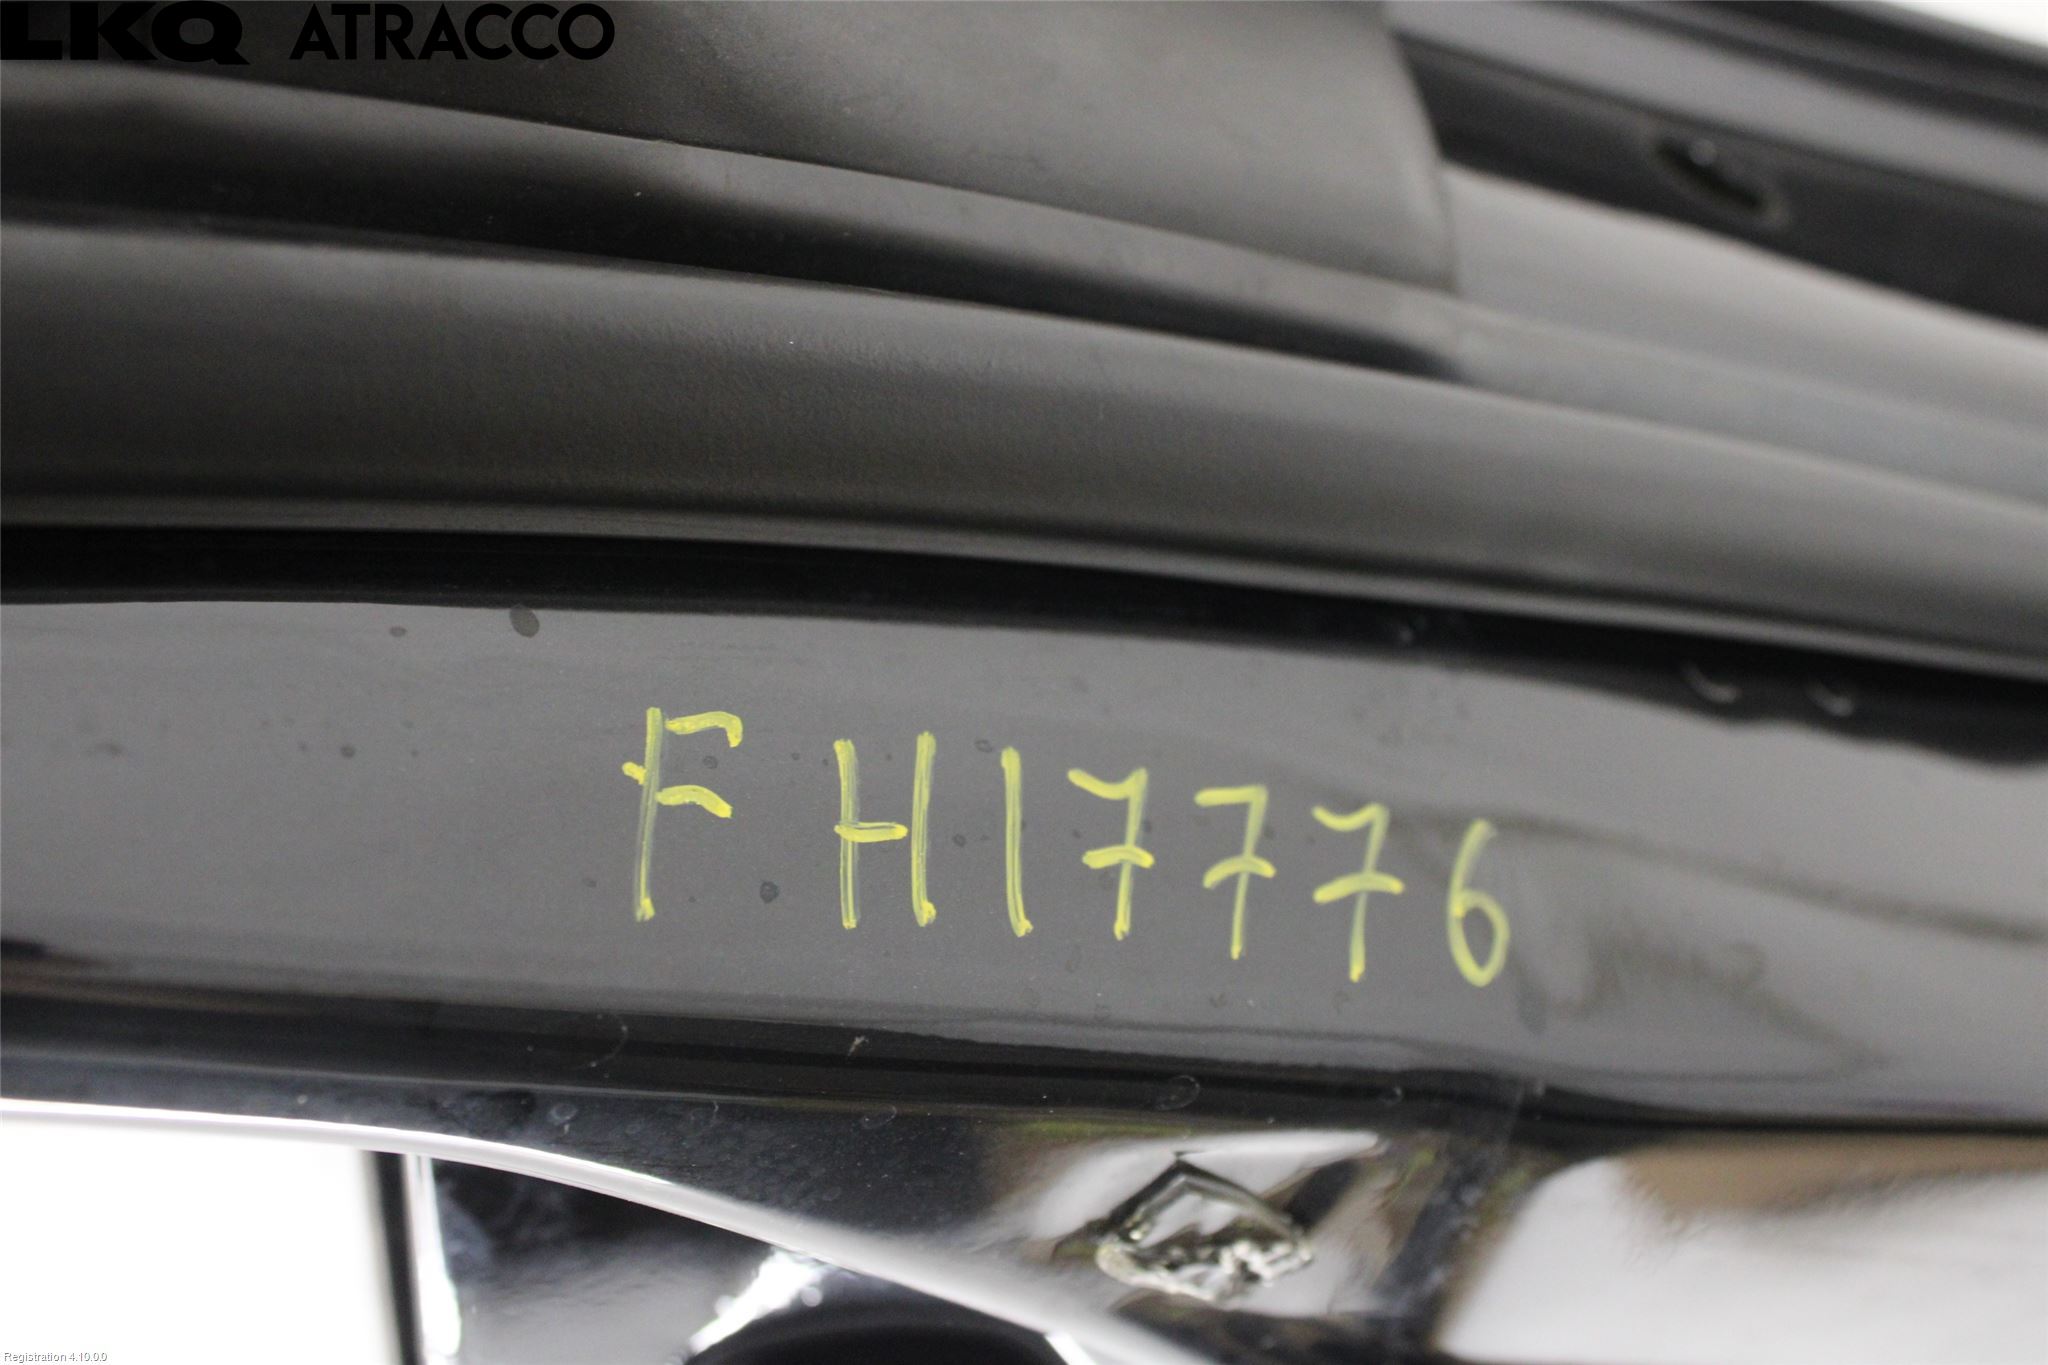 LKQ ATRACCO
FH17776
Registration 4.10.0.0